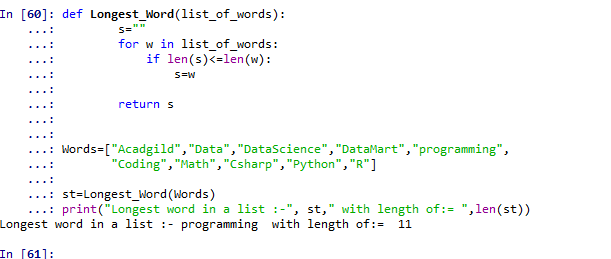 In [60]: def Longest_Word(list_of_words):
    ...:         s=""
    ...:         for w in list_of_words:
    ...:             if len(s)<=len(w):
    ...:                 s=w
    ...:
    ...:         return s
    ...:
    ...:
    ...: Words=["Acadgild","Data","DataScience","DataMart","programming",
    ...:        "Coding","Math","Csharp","Python","R"]
    ...:
    ...: st=Longest_Word(Words)
    ...: print("Longest word in a list :-", st," with length of:= ",len(st))
Longest word in a list :- programming  with length of:=  11

In [61]: